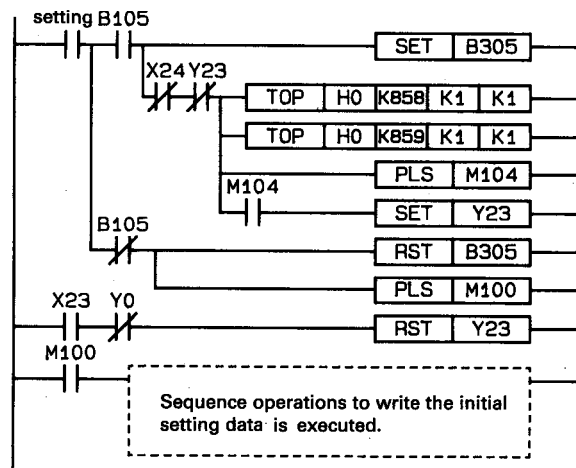 setting B105
SET B305
X24 Y23
TOP H0 K858 K1 K1
TOP H0 K859 K1 K1
PLS M104
M104
SET Y23
B105
RST B305
PLS M100
X23 Y0
RST Y23
M100
Sequence operations to write the initial
setting data is executed.